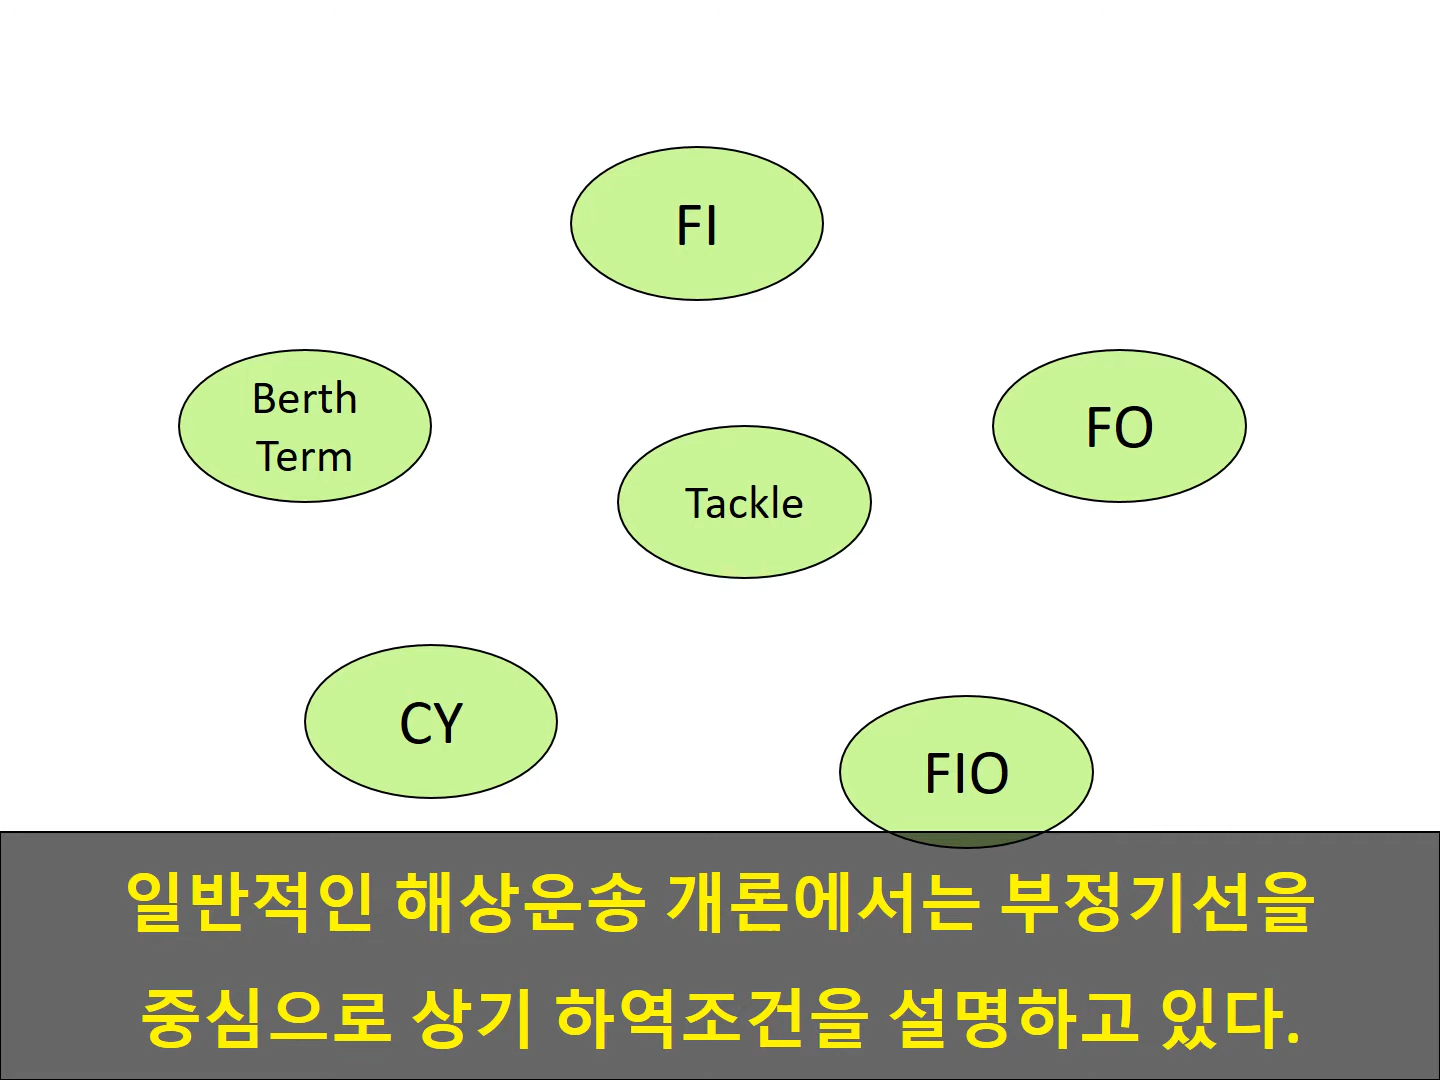 FI
Berth
Term
FO
Tackle
CY
FIO
일반적인 해상운송 개론에서는 부정기선을
중심으로 상기 하역조건을 설명하고 있다.